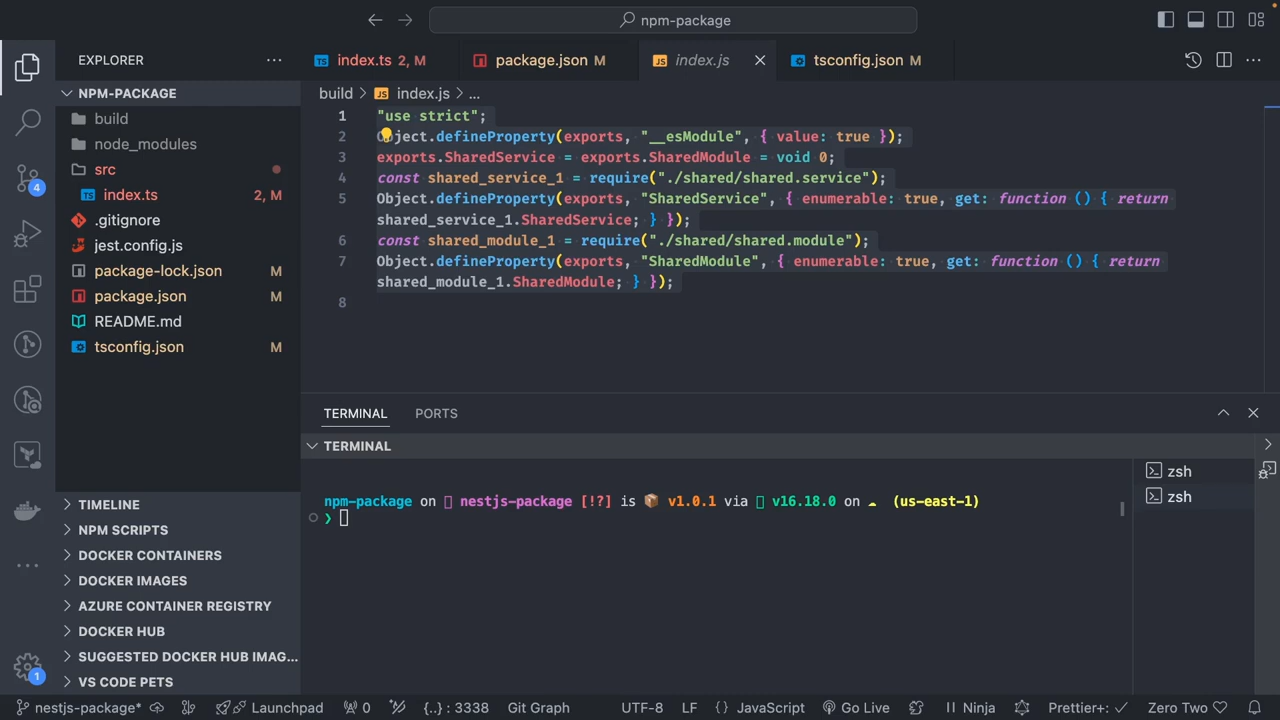 npm-package
EXPLORER
index.ts 2, M
package.json M
index.js
tsconfig.json M
NPM-PACKAGE
build
node_modules
src
index.ts 2, M
.gitignore
jest.config.js
package-lock.json M
package.json M
README.md
tsconfig.json M
TIMELINE
NPM SCRIPTS
DOCKER CONTAINERS
DOCKER IMAGES
AZURE CONTAINER REGISTRY
DOCKER HUB
SUGGESTED DOCKER HUB IMAG...
VS CODE PETS
4
1
build > index.js > ...
1 "use strict";
2 Object.defineProperty(exports, "__esModule", { value: true });
3 exports.SharedService = exports.SharedModule = void 0;
4 const shared_service_1 = require("./shared/shared.service");
5 Object.defineProperty(exports, "SharedService", { enumerable: true, get: function () { return
shared_service_1.SharedService; } });
6 const shared_module_1 = require("./shared/shared.module");
7 Object.defineProperty(exports, "SharedModule", { enumerable: true, get: function () { return
shared_module_1.SharedModule; } });
8
TERMINAL PORTS
TERMINAL
npm-package on nestjs-package [!?] is 📦 v1.0.1 via v16.18.0 on ☁ (us-east-1)
❯
zsh
zsh
nestjs-package* Launchpad 0 {..} : 3338 Git Graph UTF-8 LF { } JavaScript Go Live Ninja Prettier+: ✓ Zero Two ♡